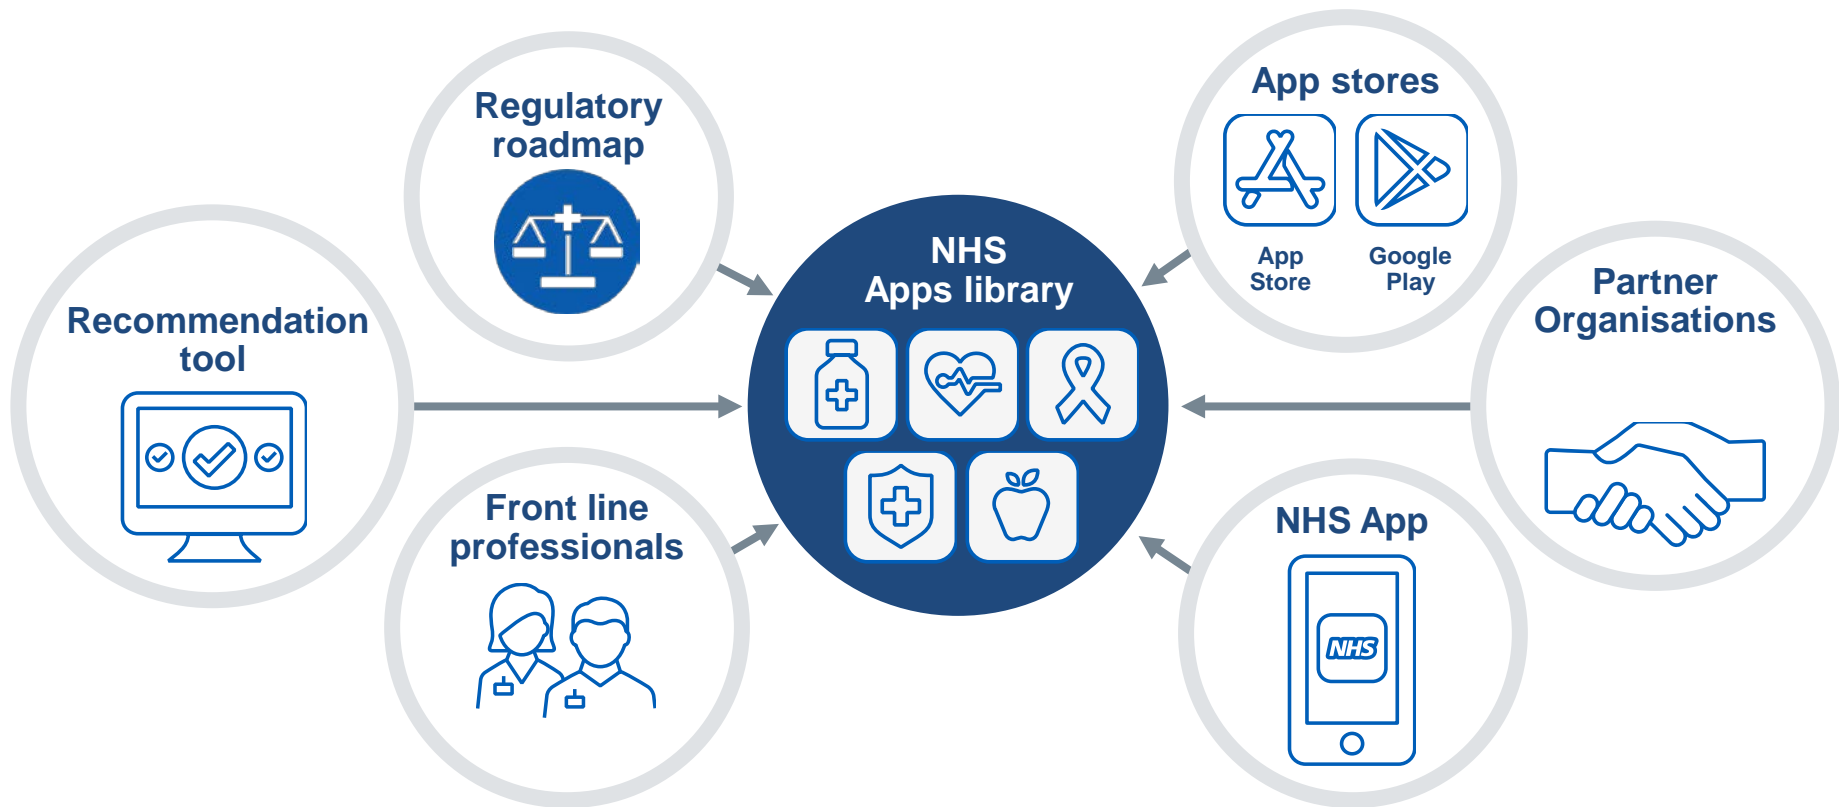 Regulatory
roadmap
App stores
App
Store
Google
Play
NHS
Apps library
Recommendation
tool
Partner
Organisations
Front line
professionals
NHS App
NHS